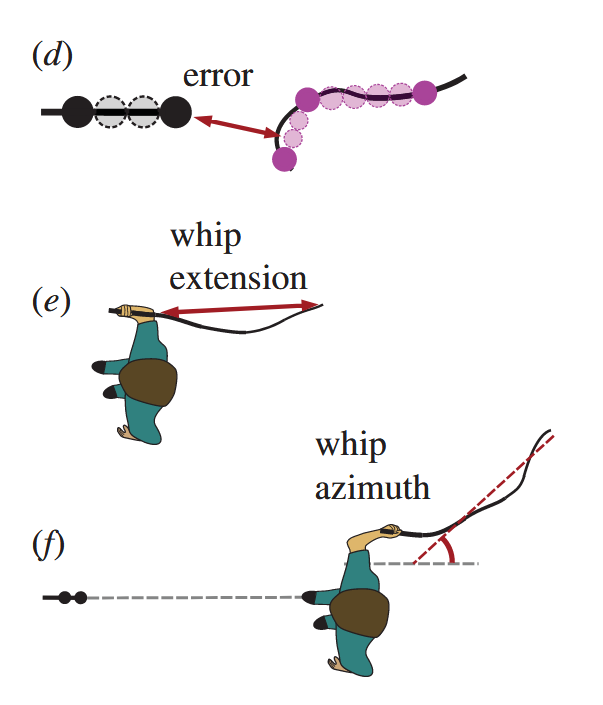 (d)
error
whip
extension
(e)
whip
azimuth
(f)